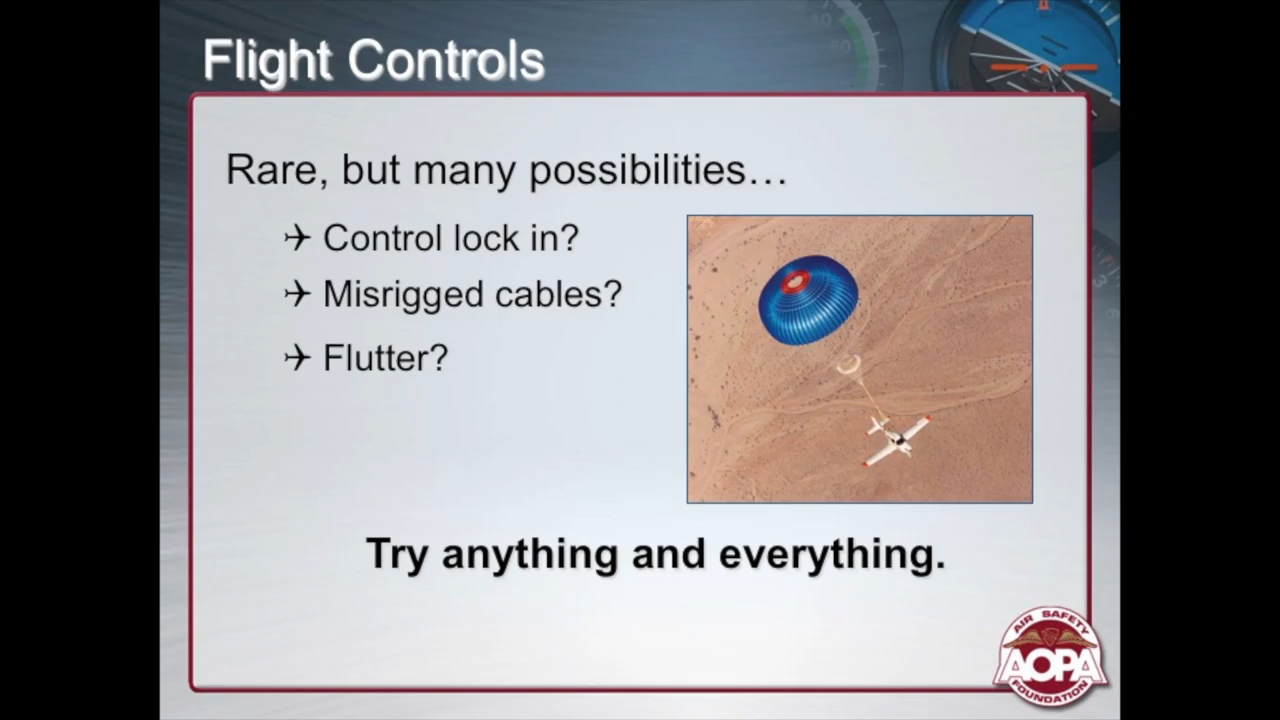 Flight Controls
Rare, but many possibilities…
✈ Control lock in?
✈ Misrigged cables?
✈ Flutter?
Try anything and everything.
AIR SAFETY
AOPA
FOUNDATION